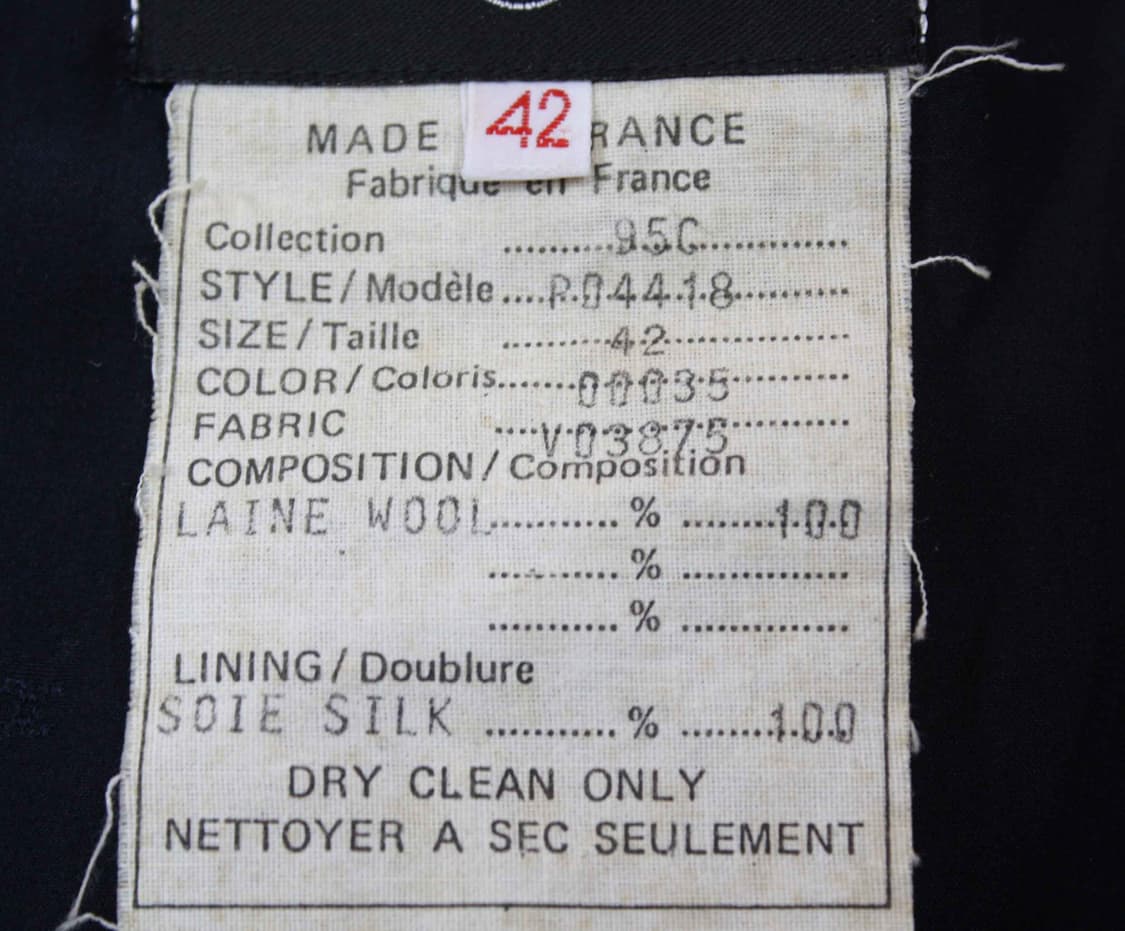 42
MADE RANCE
Fabrique en France
Collection ..........95C..............
STYLE/Modèle....P04418..........
SIZE/Taille ..........42..................
COLOR/Coloris.......00035............
FABRIC ....V03875............
COMPOSITION/Composition
LAINE WOOL............ % .........100
............ % ...............
............ % ...............
LINING/Doublure
SOIE SILK ............ % .........100
DRY CLEAN ONLY
NETTOYER A SEC SEULEMENT